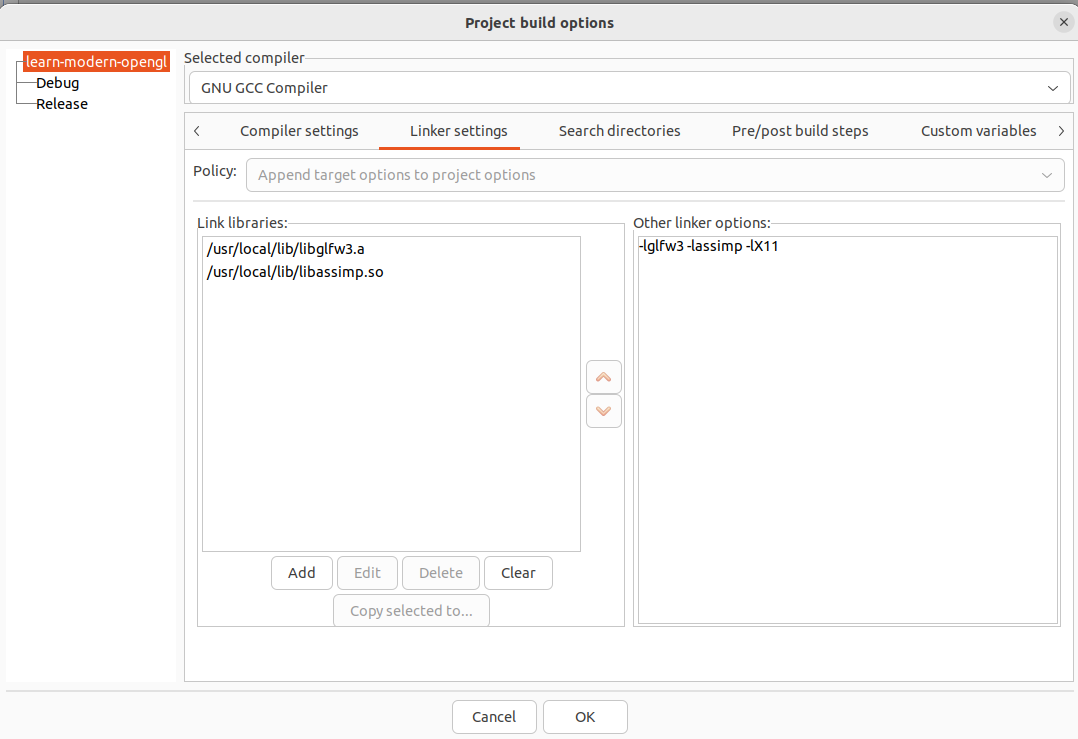 Project build options
learn-modern-opengl
Debug
Release
Selected compiler
GNU GCC Compiler
Compiler settings
Linker settings
Search directories
Pre/post build steps
Custom variables
Policy:
Append target options to project options
Link libraries:
/usr/local/lib/libglfw3.a
/usr/local/lib/libassimp.so
Add
Edit
Delete
Clear
Copy selected to...
Other linker options:
-lglfw3 -lassimp -lX11
Cancel
OK